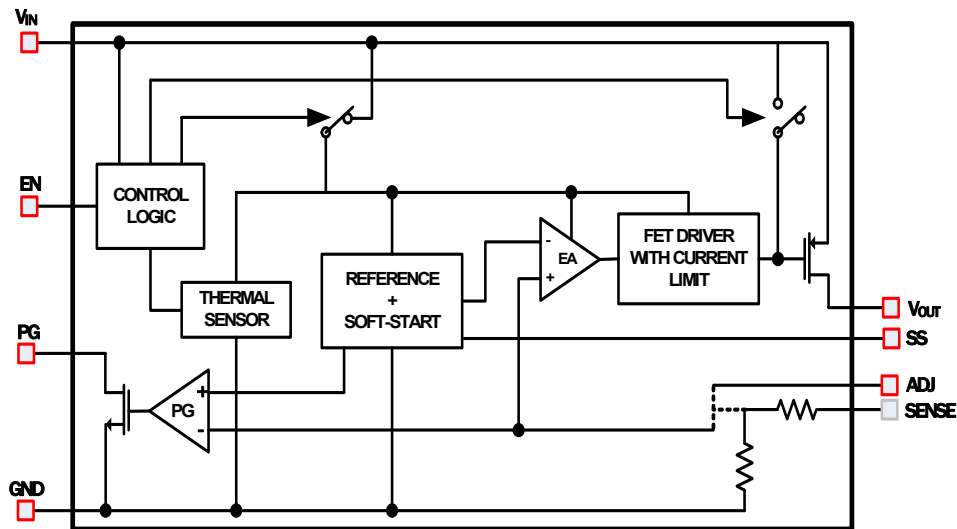 VIN
EN
CONTROL
LOGIC
THERMAL
SENSOR
REFERENCE
+
SOFT-START
-
EA
+
FET DRIVER
WITH CURRENT
LIMIT
VOUT
SS
PG
+
PG
-
ADJ
SENSE
GND